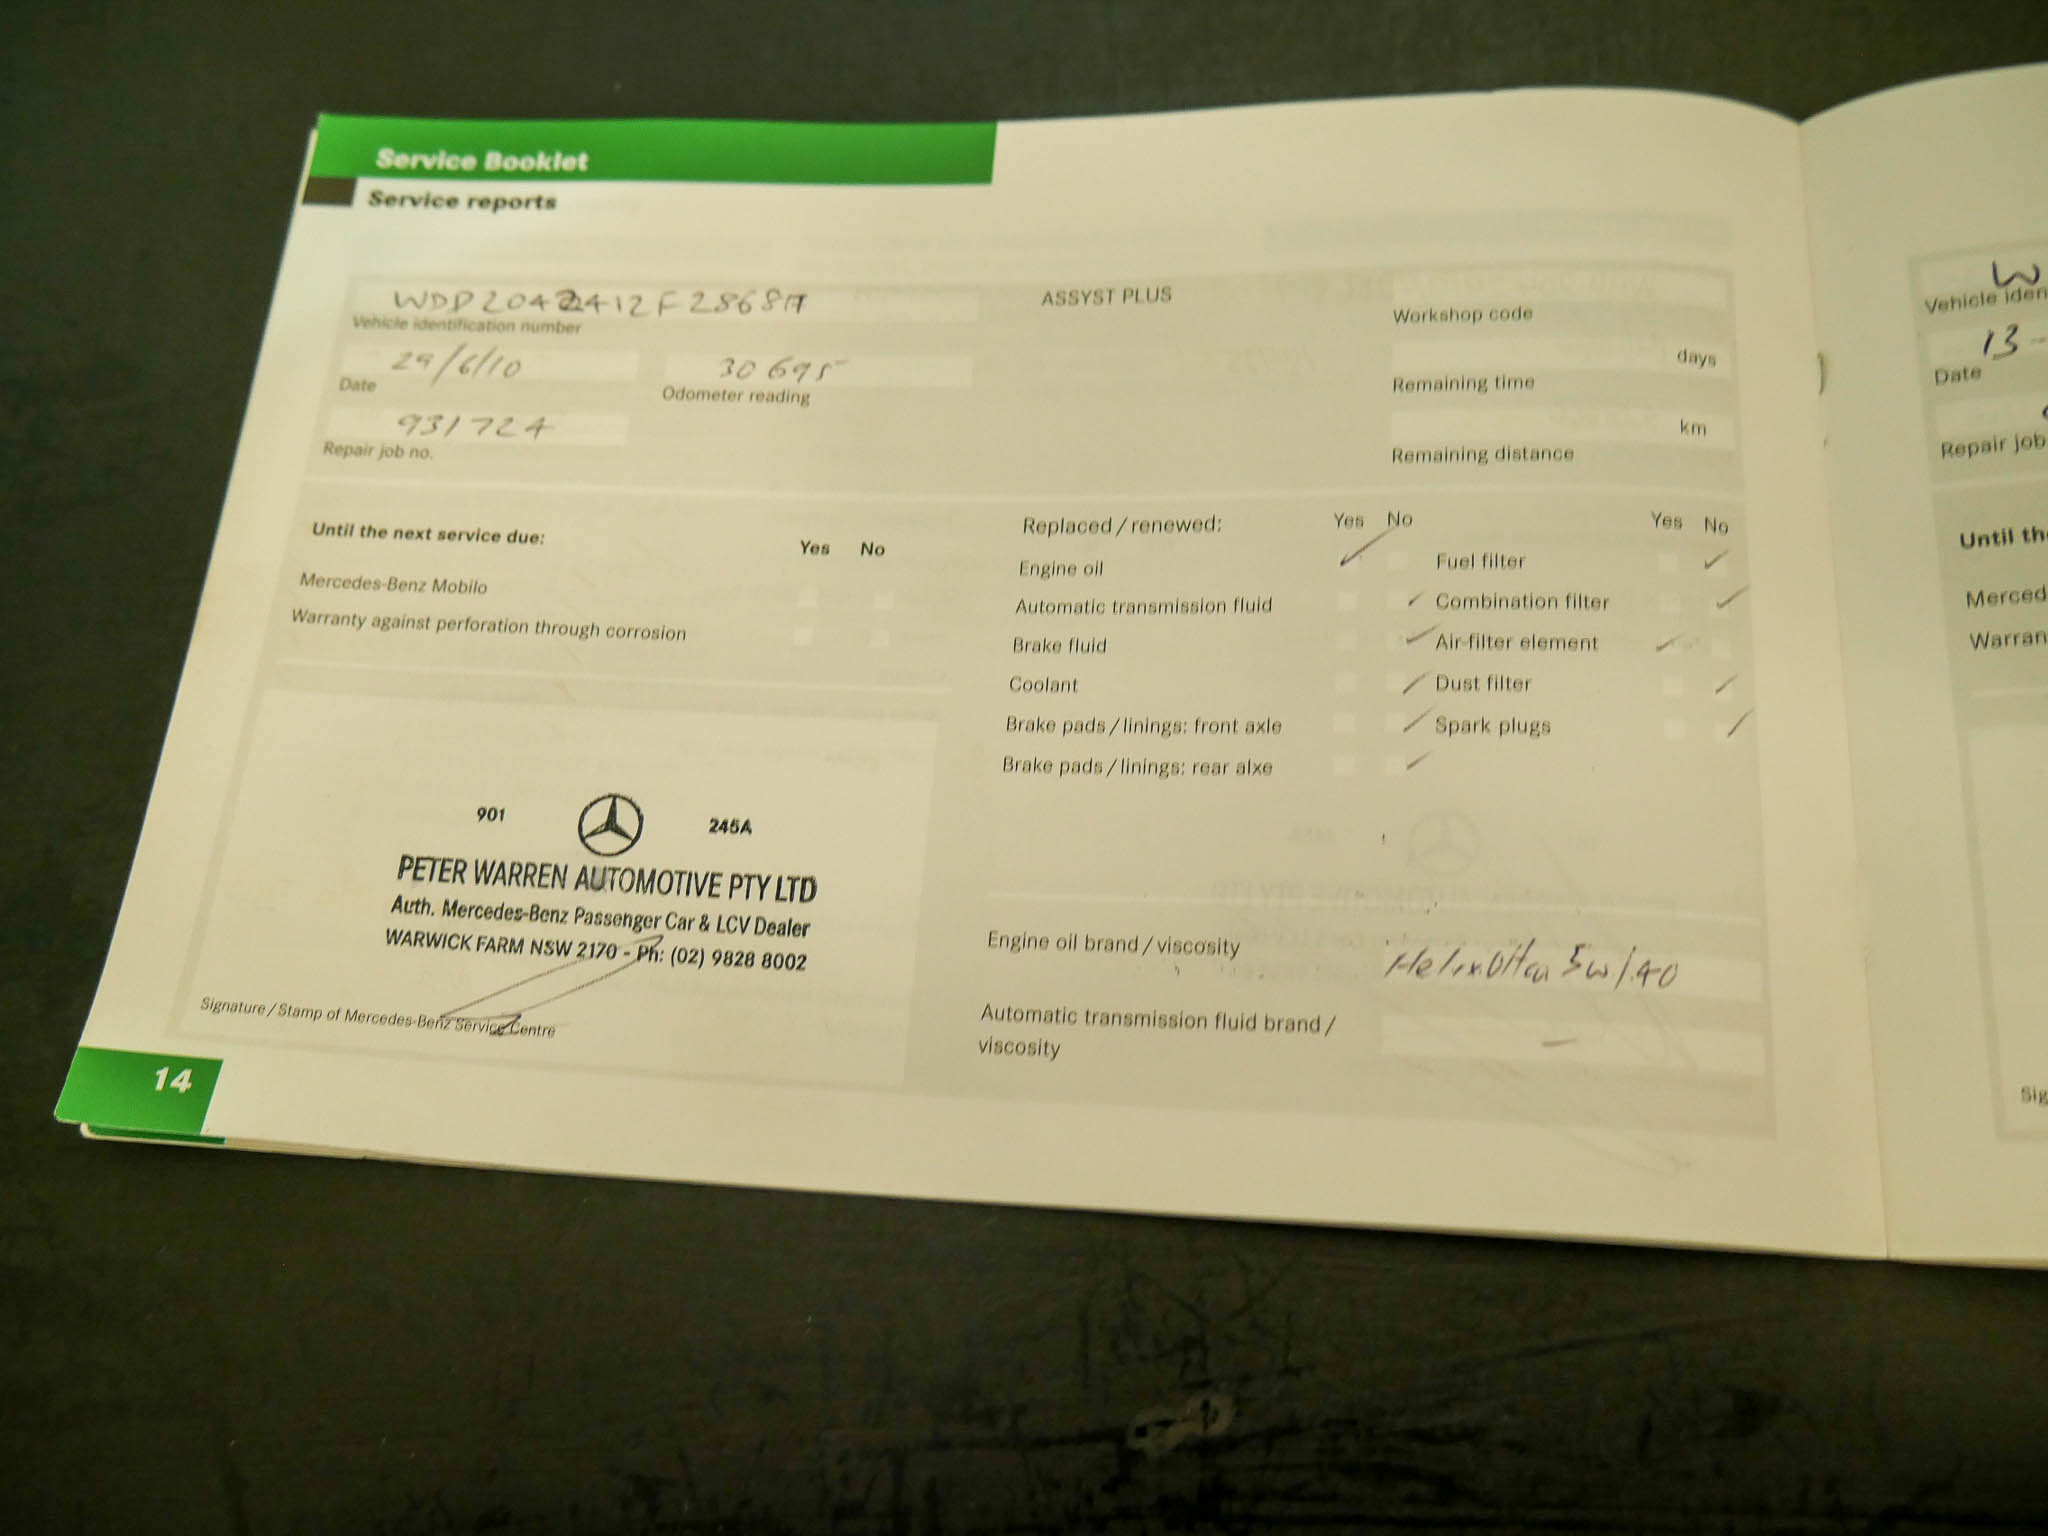 Service Booklet
Service reports
Vehicle identification number
29/6/10
Date
30695
Odometer reading
931724
Repair job no.
ASSYST PLUS
Workshop code
days
Remaining time
km
Remaining distance
Until the next service due: Yes No
Mercedes-Benz Mobilo
Warranty against perforation through corrosion
Replaced / renewed: Yes No Yes No
Engine oil ✓ Fuel filter ✓
Automatic transmission fluid ✓ Combination filter ✓
Brake fluid ✓ Air-filter element ✓
Coolant ✓ Dust filter ✓
Brake pads / linings: front axle ✓ Spark plugs ✓
Brake pads / linings: rear alxe ✓
901 245A
PETER WARREN AUTOMOTIVE PTY LTD
Auth. Mercedes-Benz Passenger Car & LCV Dealer
WARWICK FARM NSW 2170 - Ph: (02) 9828 8002
Signature / Stamp of Mercedes-Benz Service Centre
Engine oil brand / viscosity
Helix Ultra 5w/40
Automatic transmission fluid brand /
viscosity
-
14
W
Vehicle iden
13-
Date
Repair job
Until th
Merced
Warran
Sig